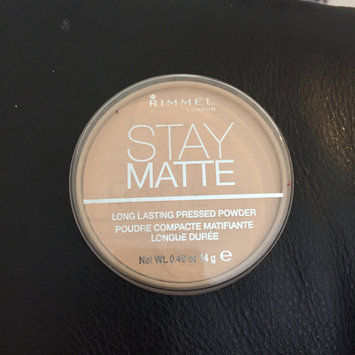 RIMMEL
LONDON
STAY
MATTE
LONG LASTING PRESSED POWDER
POUDRE COMPACTE MATIFIANTE
LONGUE DURÉE
Net Wt. 0.49 oz 14 g ℮